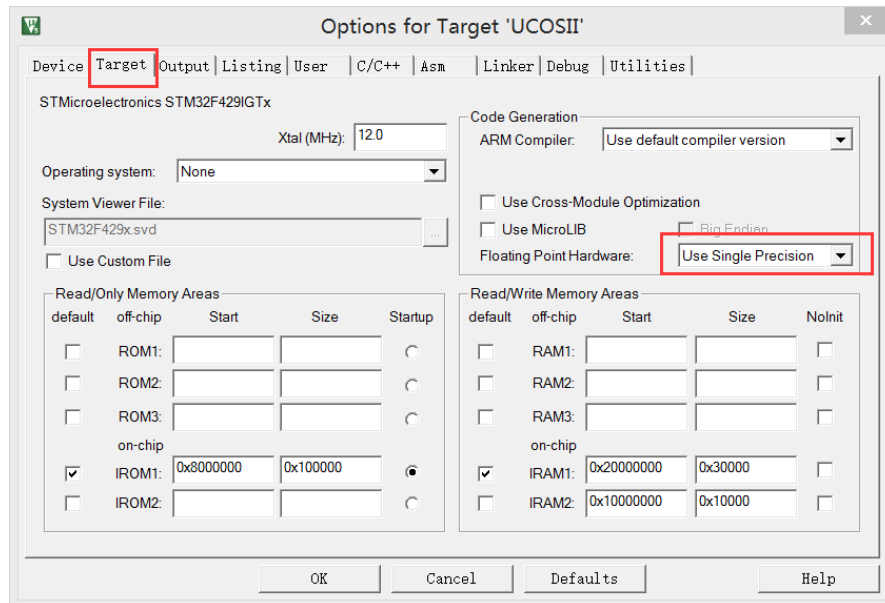 Options for Target 'UCOSII'
Device Target Output Listing User C/C++ Asm Linker Debug Utilities
STMicroelectronics STM32F429IGTx
Xtal (MHz): 12.0
Operating system: None
System Viewer File:
STM32F429x.svd ...
Use Custom File
Code Generation
ARM Compiler: Use default compiler version
Use Cross-Module Optimization
Use MicroLIB Big Endian
Floating Point Hardware: Use Single Precision
Read/Only Memory Areas
default off-chip Start Size Startup
ROM1:
ROM2:
ROM3:
on-chip
IROM1: 0x8000000 0x100000
IROM2:
Read/Write Memory Areas
default off-chip Start Size NoInit
RAM1:
RAM2:
RAM3:
on-chip
IRAM1: 0x20000000 0x30000
IRAM2: 0x10000000 0x10000
OK Cancel Defaults Help